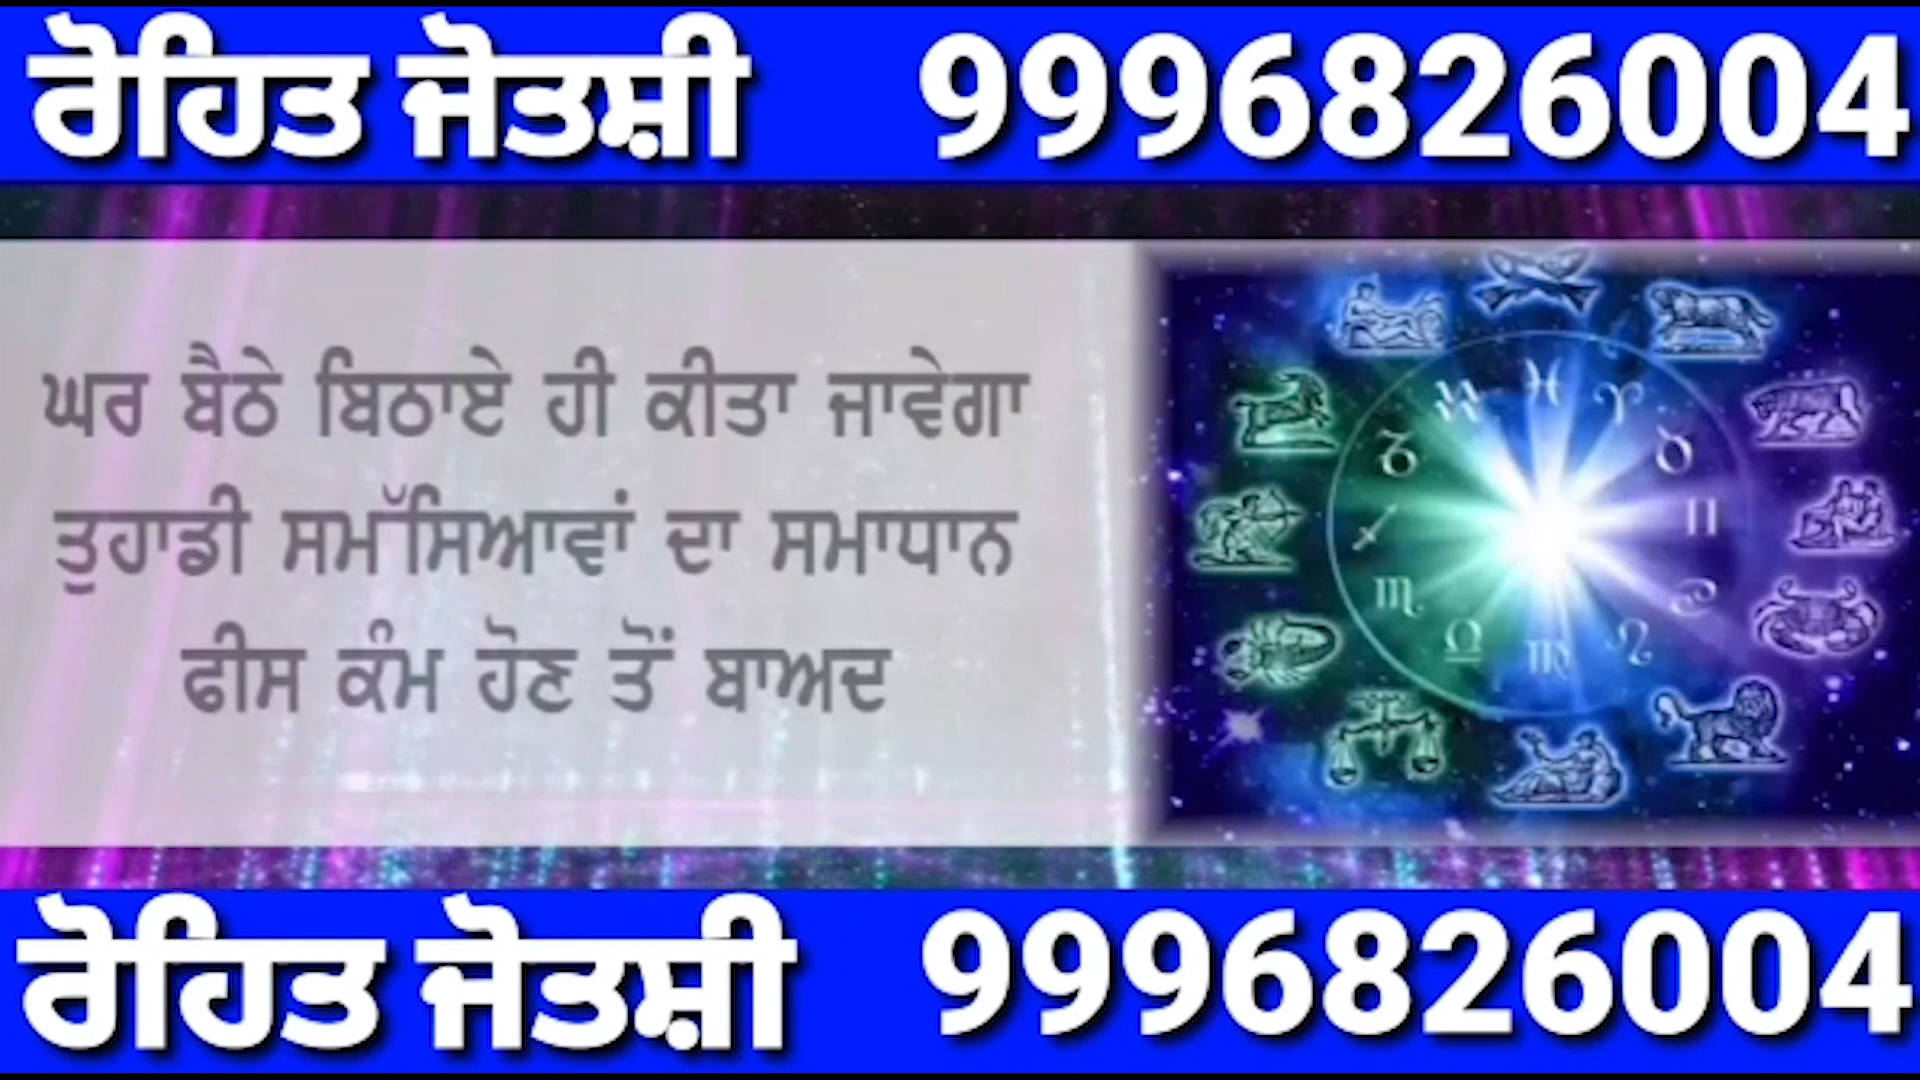 ਰੋਹਿਤ ਜੋਤਸ਼ੀ 9996826004
ਘਰ ਬੈਠੇ ਬਿਠਾਏ ਹੀ ਕੀਤਾ ਜਾਵੇਗਾ
ਤੁਹਾਡੀ ਸਮੱਸਿਆਵਾਂ ਦਾ ਸਮਾਧਾਨ
ਫੀਸ ਕੰਮ ਹੋਣ ਤੋਂ ਬਾਅਦ
ਰੋਹਿਤ ਜੋਤਸ਼ੀ 9996826004